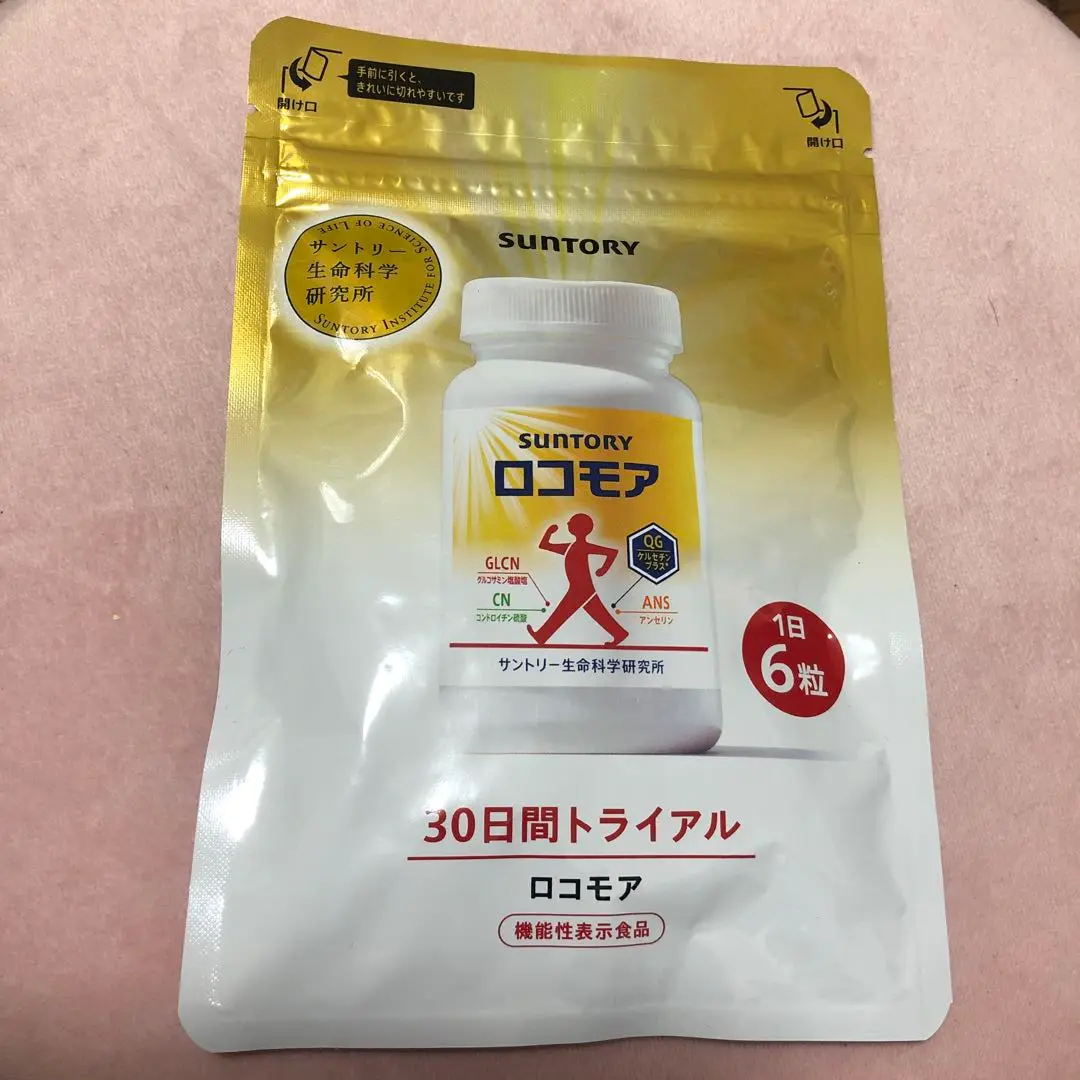 手前に引くと、
きれいに切れやすいです
開け口
開け口
SCIENCE OF LIFE
サントリー
生命科学
研究所
SUNTORY INSTITUTE FOR
SUNTORY
SUNTORY
ロコモア
GLCN
グルコサミン塩酸塩
CN
コンドロイチン硫酸
QG
ケルセチン
プラス*
ANS
アンセリン
サントリー生命科学研究所
1日
6粒
30日間トライアル
ロコモア
機能性表示食品